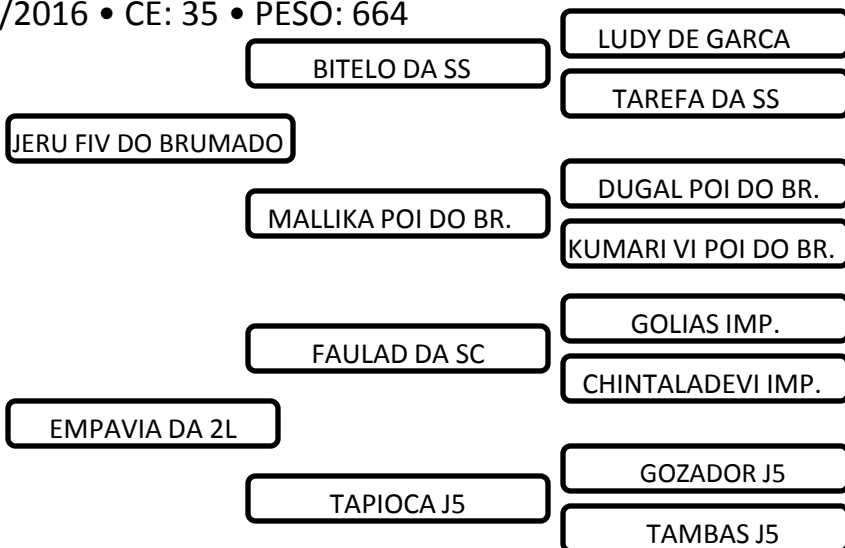 /2016 • CE: 35 • PESO: 664
LUDY DE GARCA
BITELO DA SS
TAREFA DA SS
JERU FIV DO BRUMADO
DUGAL POI DO BR.
MALLIKA POI DO BR.
KUMARI VI POI DO BR.
GOLIAS IMP.
FAULAD DA SC
CHINTALADEVI IMP.
EMPAVIA DA 2L
GOZADOR J5
TAPIOCA J5
TAMBAS J5